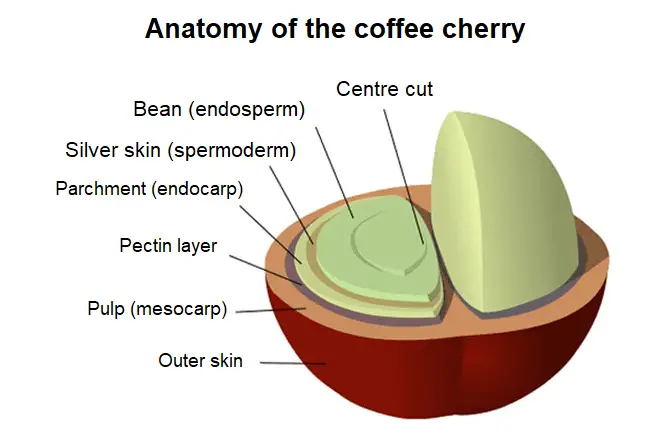 Anatomy of the coffee cherry
Centre cut
Bean (endosperm)
Silver skin (spermoderm)
Parchment (endocarp)
Pectin layer
Pulp (mesocarp)
Outer skin